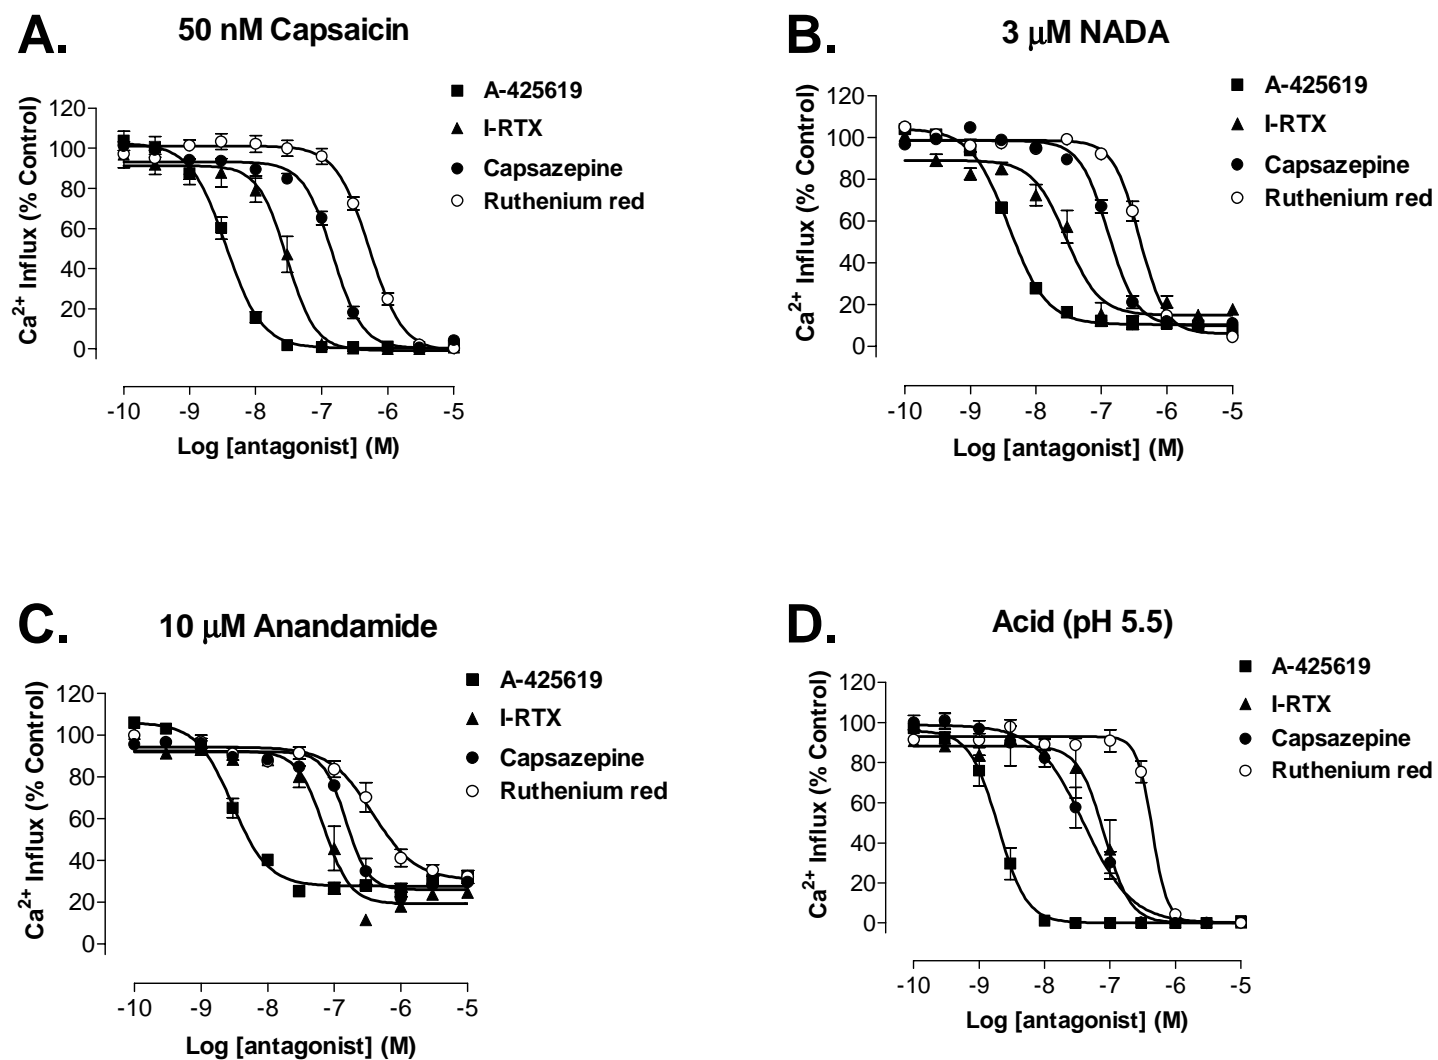 A.
50 nM Capsaicin
A-425619
I-RTX
Capsazepine
Ruthenium red
Ca2+ Influx (% Control)
120
100
80
60
40
20
0
-10 -9 -8 -7 -6 -5
Log [antagonist] (M)
B.
3 μM NADA
A-425619
I-RTX
Capsazepine
Ruthenium red
Ca2+ Influx (% Control)
120
100
80
60
40
20
0
-10 -9 -8 -7 -6 -5
Log [antagonist] (M)
C.
10 μM Anandamide
A-425619
I-RTX
Capsazepine
Ruthenium red
Ca2+ Influx (% Control)
120
100
80
60
40
20
0
-10 -9 -8 -7 -6 -5
Log [antagonist] (M)
D.
Acid (pH 5.5)
A-425619
I-RTX
Capsazepine
Ruthenium red
Ca2+ Influx (% Control)
120
100
80
60
40
20
0
-10 -9 -8 -7 -6 -5
Log [antagonist] (M)